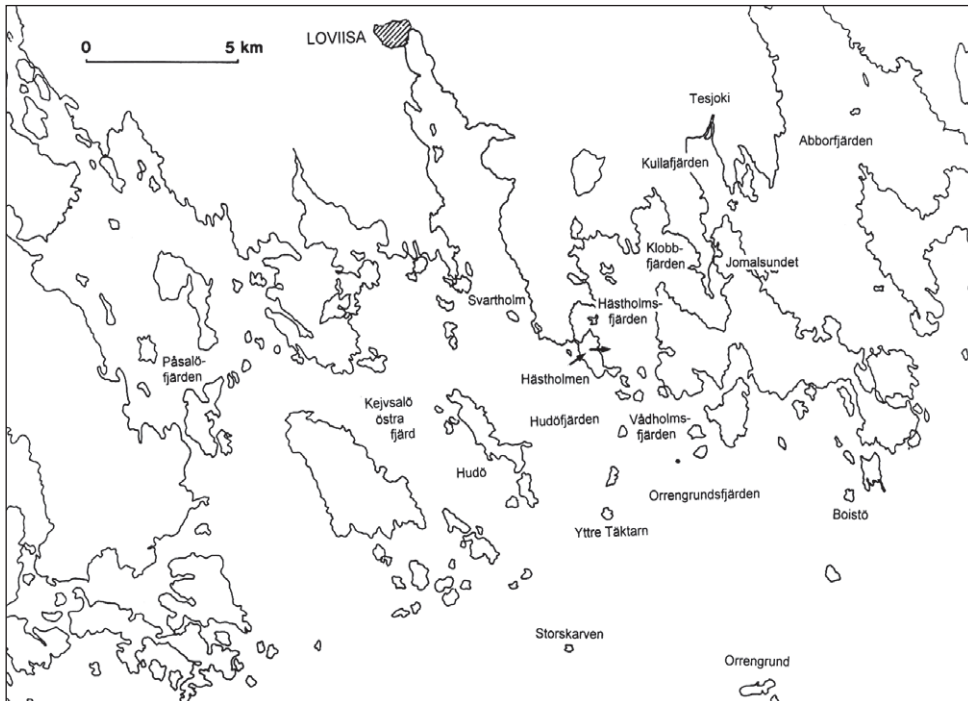 LOVIISA
0
5 km
Tesjoki
Abborfjärden
Kullafjärden
Klobb-
fjärden
Jomalsundet
Svartholm
Hästholms-
fjärden
Påsalö-
fjärden
Hästholmen
Kejvsalö
östra
fjärd
Hudöfjärden
Vådholms-
fjärden
Hudö
Orrengrundsfjärden
Boistö
Yttre Täktarn
Storskarven
Orrengrund